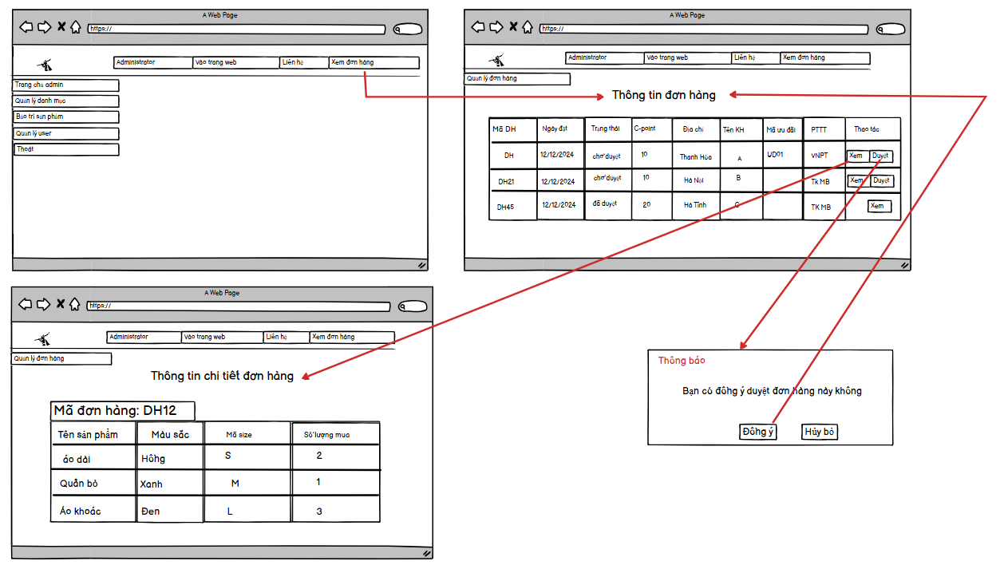 A Web Page
https://
Administrator Vào trang web Liên hệ Xem đơn hàng
Trang chủ admin
Quản lý danh mục
Bảo trì sản phẩm
Quản lý user
Thoát
A Web Page
https://
Administrator Vào trang web Liên hệ Xem đơn hàng
Quản lý đơn hàng
Thông tin đơn hàng
Mã DH Ngày đặt Trạng thái C-point Địa chỉ Tên KH Mã ưu đãi PTTT Thao tác
DH 12/12/2024 chờ duyệt 10 Thanh Hóa A UD01 VNPT Xem Duyệt
DH21 12/12/2024 chờ duyệt 10 Hà Nội B Tk MB Xem Duyệt
DH45 12/12/2024 đã duyệt 20 Hà Tĩnh C TK MB Xem
A Web Page
https://
Administrator Vào trang web Liên hệ Xem đơn hàng
Quản lý đơn hàng
Thông tin chi tiết đơn hàng
Mã đơn hàng: DH12
Tên sản phẩm Màu sắc Mã size Số lượng mua
áo dài Hồng S 2
Quần bò Xanh M 1
Áo khoác Đen L 3
Thông báo
Bạn có đồng ý duyệt đơn hàng này không
Đồng ý Hủy bỏ